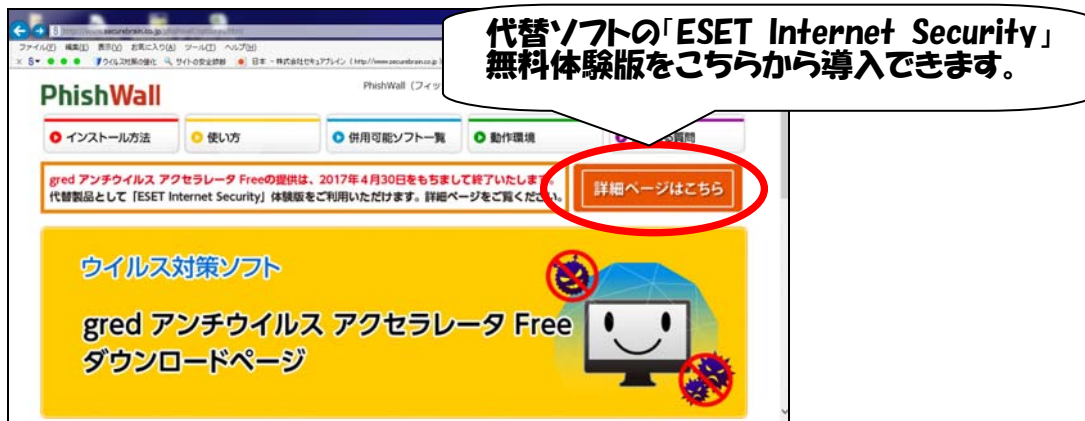 代替ソフトの「ESET Internet Security」
無料体験版をこちらから導入できます。
ファイル(F) 編集(E) 表示(V) お気に入り(A) ツール(T) ヘルプ(H)
PhishWall
PhishWall（フィッ
インストール方法
使い方
併用可能ソフト一覧
動作環境
質問
gred アンチウイルス アクセラレータ Freeの提供は、2017年4月30日をもちまして終了いたします。
代替製品として「ESET Internet Security」体験版をご利用いただけます。詳細ページをご覧ください。
詳細ページはこちら
ウイルス対策ソフト
gred アンチウイルス アクセラレータ Free
ダウンロードページ